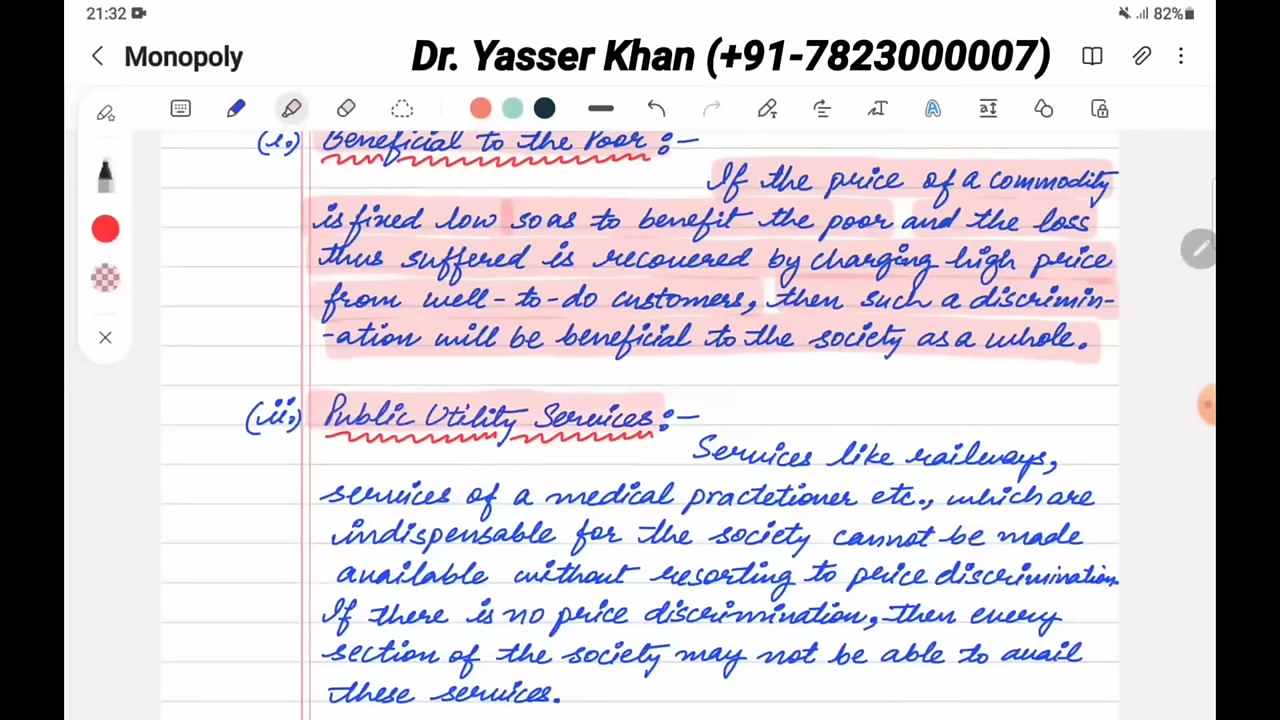 21:32
82%
Monopoly
Dr. Yasser Khan (+91-7823000007)
(i.) Beneficial to the Poor:-
If the price of a commodity
is fixed low so as to benefit the poor and the loss
thus suffered is recovered by charging high price
from well-to-do customers, then such a discrimin-
-ation will be beneficial to the society as a whole.
(ii.) Public Utility Services:-
Services like railways,
services of a medical practetioner etc., which are
indispensable for the society cannot be made
available without resorting to price discrimination.
If there is no price discrimination, then every
section of the society may not be able to avail
these services.